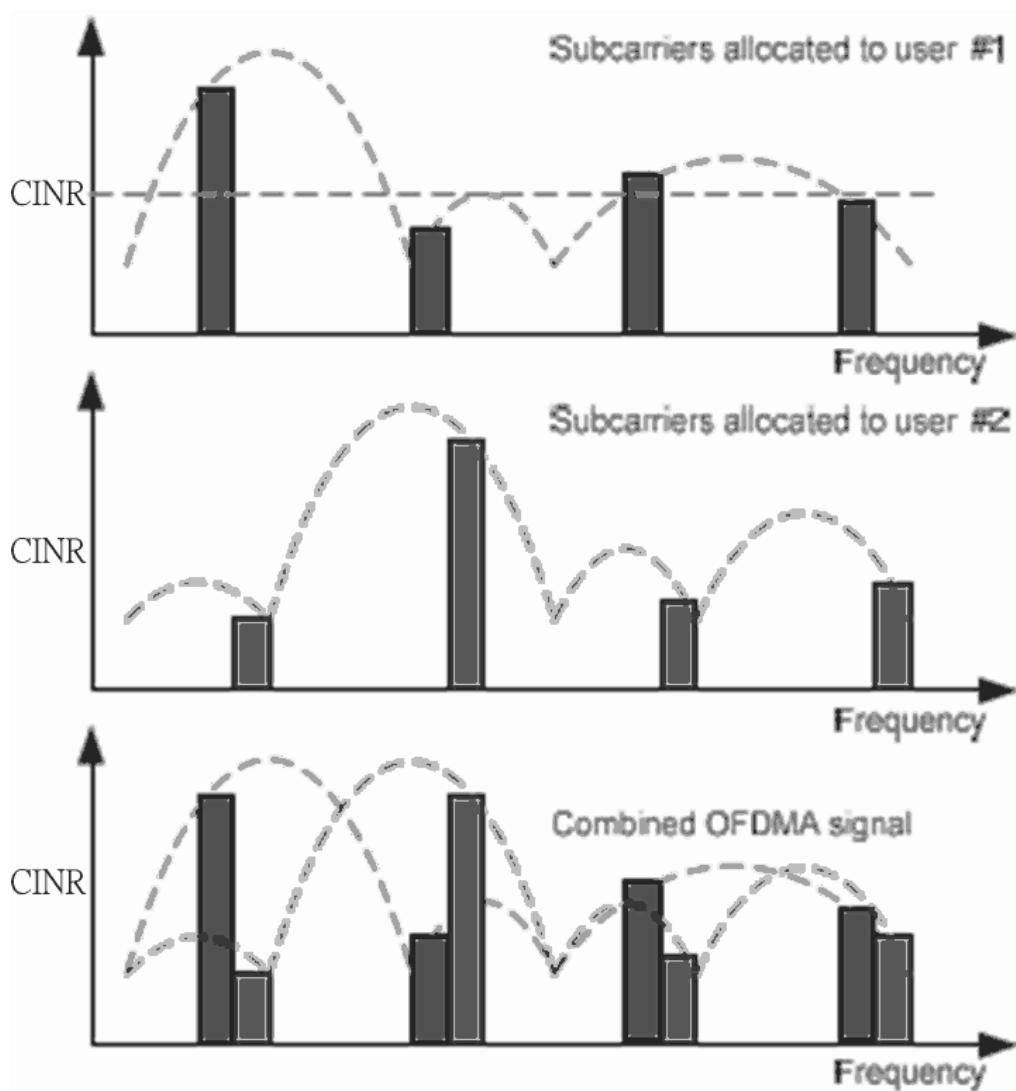 Subcarriers allocated to user #1
CINR
Frequency
Subcarriers allocated to user #2
CINR
Frequency
Combined OFDMA signal
CINR
Frequency